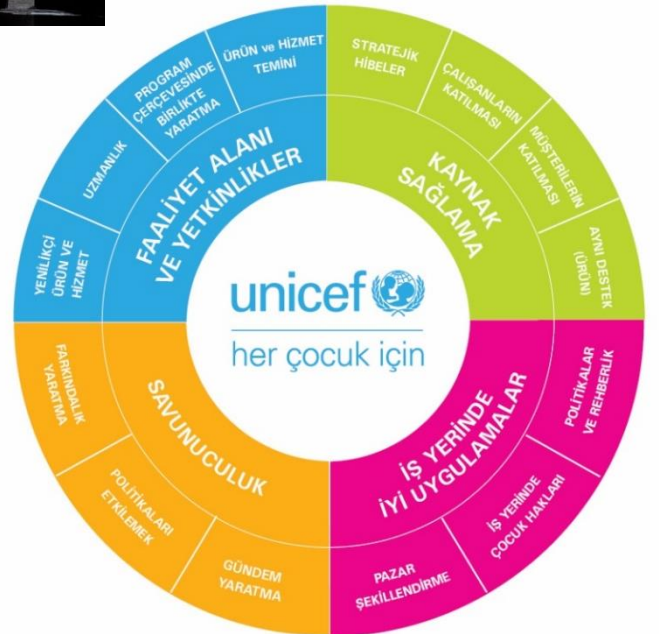 ÜRÜN ve HİZMET
TEMİNİ
PROGRAM
ÇERÇEVESİNDE
BİRLİKTE
YARATMA
UZMANLIK
YENİLİKÇİ
ÜRÜN VE
HİZMET
FAALİYET ALANI
VE YETKİNLİKLER
STRATEJİK
HİBELER
ÇALIŞANLARIN
KATILMASI
MÜŞTERİLERİN
KATILMASI
AYNI DESTEK
(ÜRÜN)
KAYNAK
SAĞLAMA
unicef
her çocuk için
FARKINDALIK
YARATMA
POLİTİKALARI
ETKİLEMEK
GÜNDEM
YARATMA
SAVUNUCULUK
POLİTİKALAR
VE REHBERLİK
İŞ YERİNDE
ÇOCUK HAKLARI
PAZAR
ŞEKİLLENDİRME
İŞ YERİNDE
İYİ UYGULAMALAR